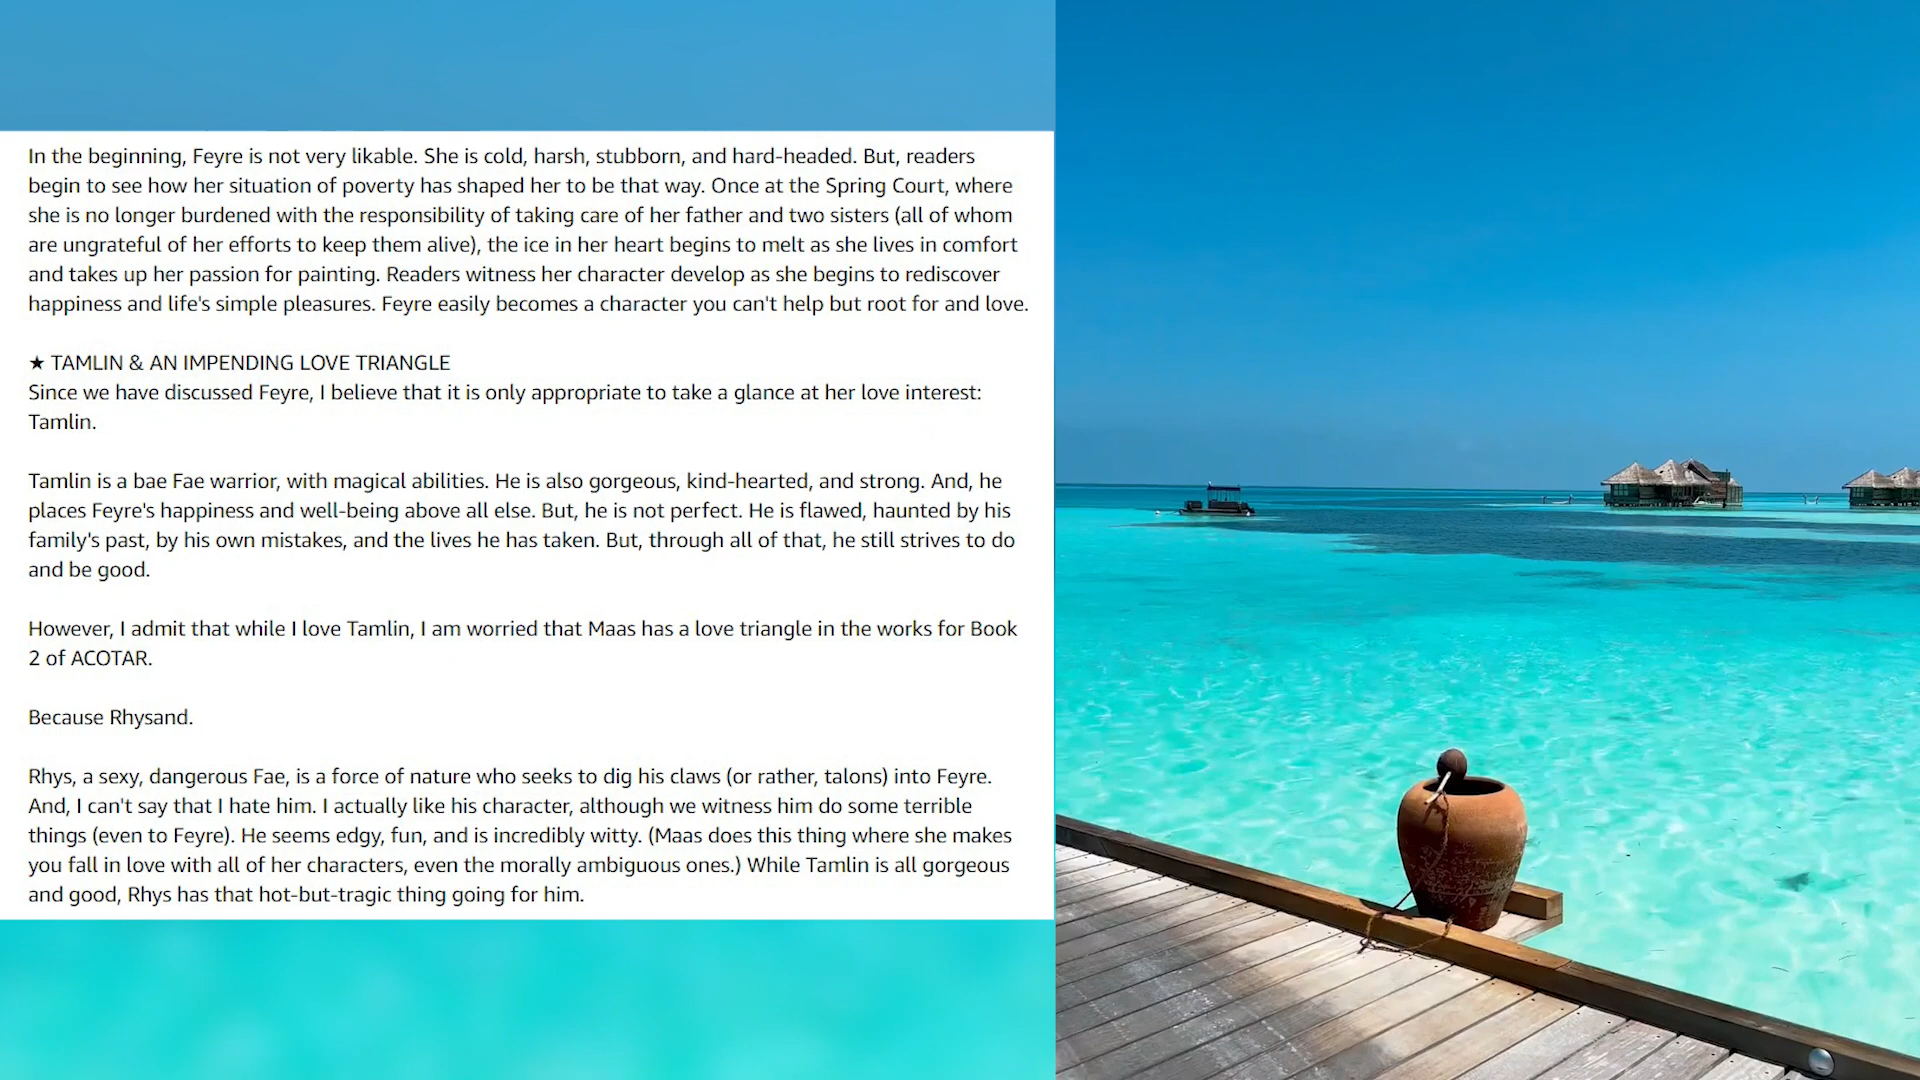 In the beginning, Feyre is not very likable. She is cold, harsh, stubborn, and hard-headed. But, readers
begin to see how her situation of poverty has shaped her to be that way. Once at the Spring Court, where
she is no longer burdened with the responsibility of taking care of her father and two sisters (all of whom
are ungrateful of her efforts to keep them alive), the ice in her heart begins to melt as she lives in comfort
and takes up her passion for painting. Readers witness her character develop as she begins to rediscover
happiness and life's simple pleasures. Feyre easily becomes a character you can't help but root for and love.
★ TAMLIN & AN IMPENDING LOVE TRIANGLE
Since we have discussed Feyre, I believe that it is only appropriate to take a glance at her love interest:
Tamlin.
Tamlin is a bae Fae warrior, with magical abilities. He is also gorgeous, kind-hearted, and strong. And, he
places Feyre's happiness and well-being above all else. But, he is not perfect. He is flawed, haunted by his
family's past, by his own mistakes, and the lives he has taken. But, through all of that, he still strives to do
and be good.
However, I admit that while I love Tamlin, I am worried that Maas has a love triangle in the works for Book
2 of ACOTAR.
Because Rhysand.
Rhys, a sexy, dangerous Fae, is a force of nature who seeks to dig his claws (or rather, talons) into Feyre.
And, I can't say that I hate him. I actually like his character, although we witness him do some terrible
things (even to Feyre). He seems edgy, fun, and is incredibly witty. (Maas does this thing where she makes
you fall in love with all of her characters, even the morally ambiguous ones.) While Tamlin is all gorgeous
and good, Rhys has that hot-but-tragic thing going for him.